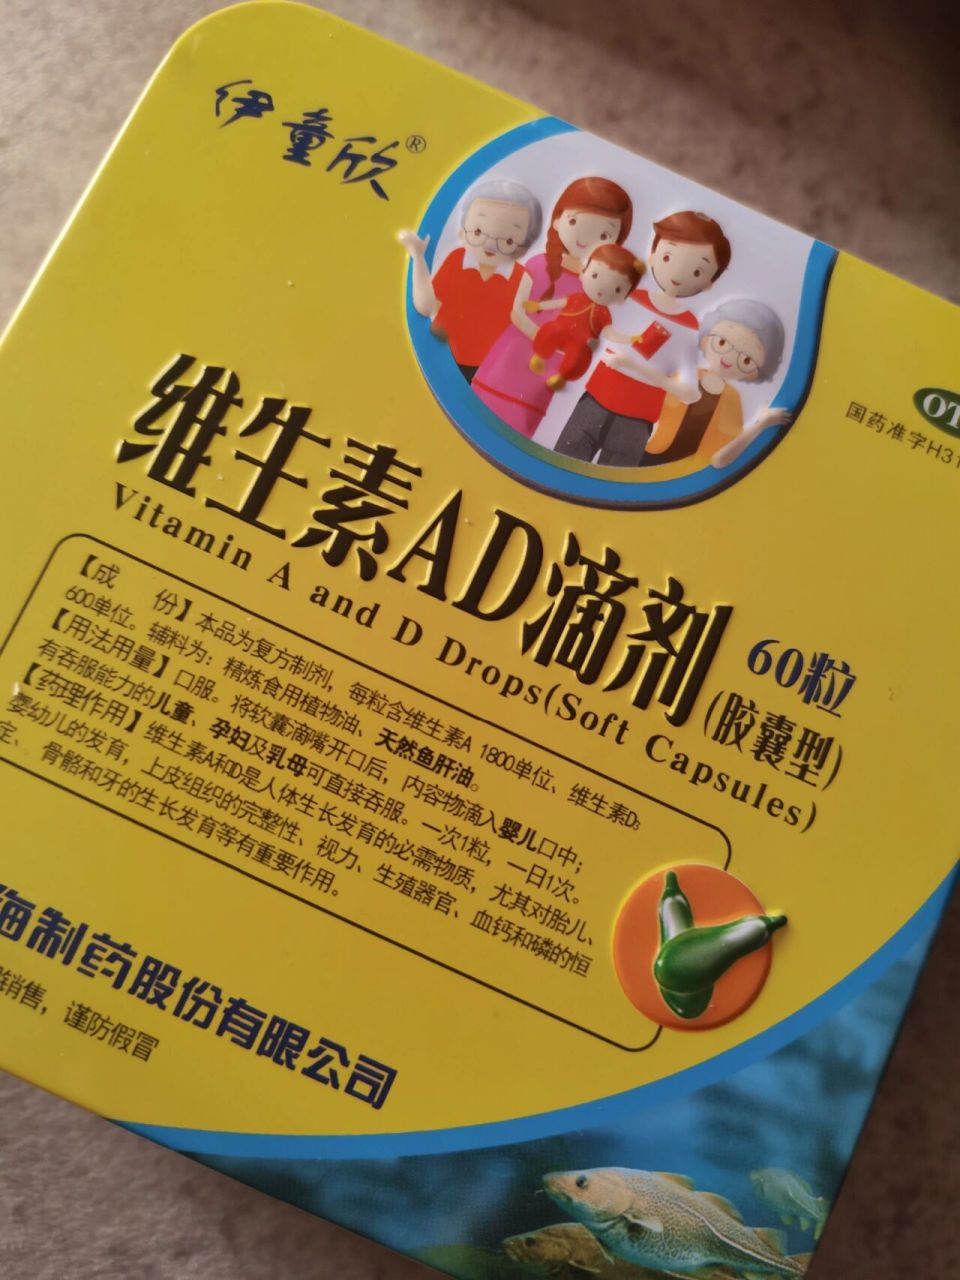 伊童欣®
OT
国药准字H31
维生素AD滴剂
(胶囊型)
60粒
Vitamin A and D Drops(Soft Capsules)
【成 份】本品为复方制剂，每粒含维生素A 1800单位、维生素D₃
600单位。辅料为：精炼食用植物油、天然鱼肝油。
【用法用量】口服。将软囊滴嘴开口后，内容物滴入婴儿口中；
有吞服能力的儿童、孕妇及乳母可直接吞服。一次1粒，一日1次。
【药理作用】维生素A和D是人体生长发育的必需物质，尤其对胎儿、
婴幼儿的发育，上皮组织的完整性、视力、生殖器官、血钙和磷的恒
定、骨骼和牙的生长发育等有重要作用。
海制药股份有限公司
销售，谨防假冒